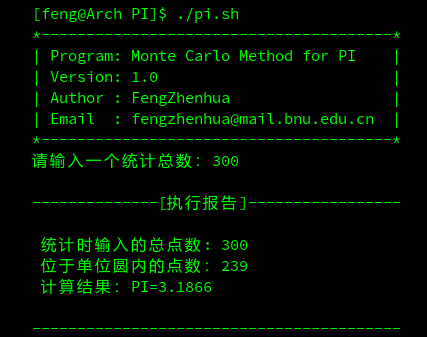 [feng@Arch PI]$ ./pi.sh
*---------------------------------------*
| Program: Monte Carlo Method for PI    |
| Version: 1.0                          |
| Author : FengZhenhua                  |
| Email  : fengzhenhua@mail.bnu.edu.cn  |
*---------------------------------------*
请输入一个统计总数: 300
--------------[执行报告]-----------------
统计时输入的总点数: 300
位于单位圆内的点数: 239
计算结果: PI=3.1866
-----------------------------------------